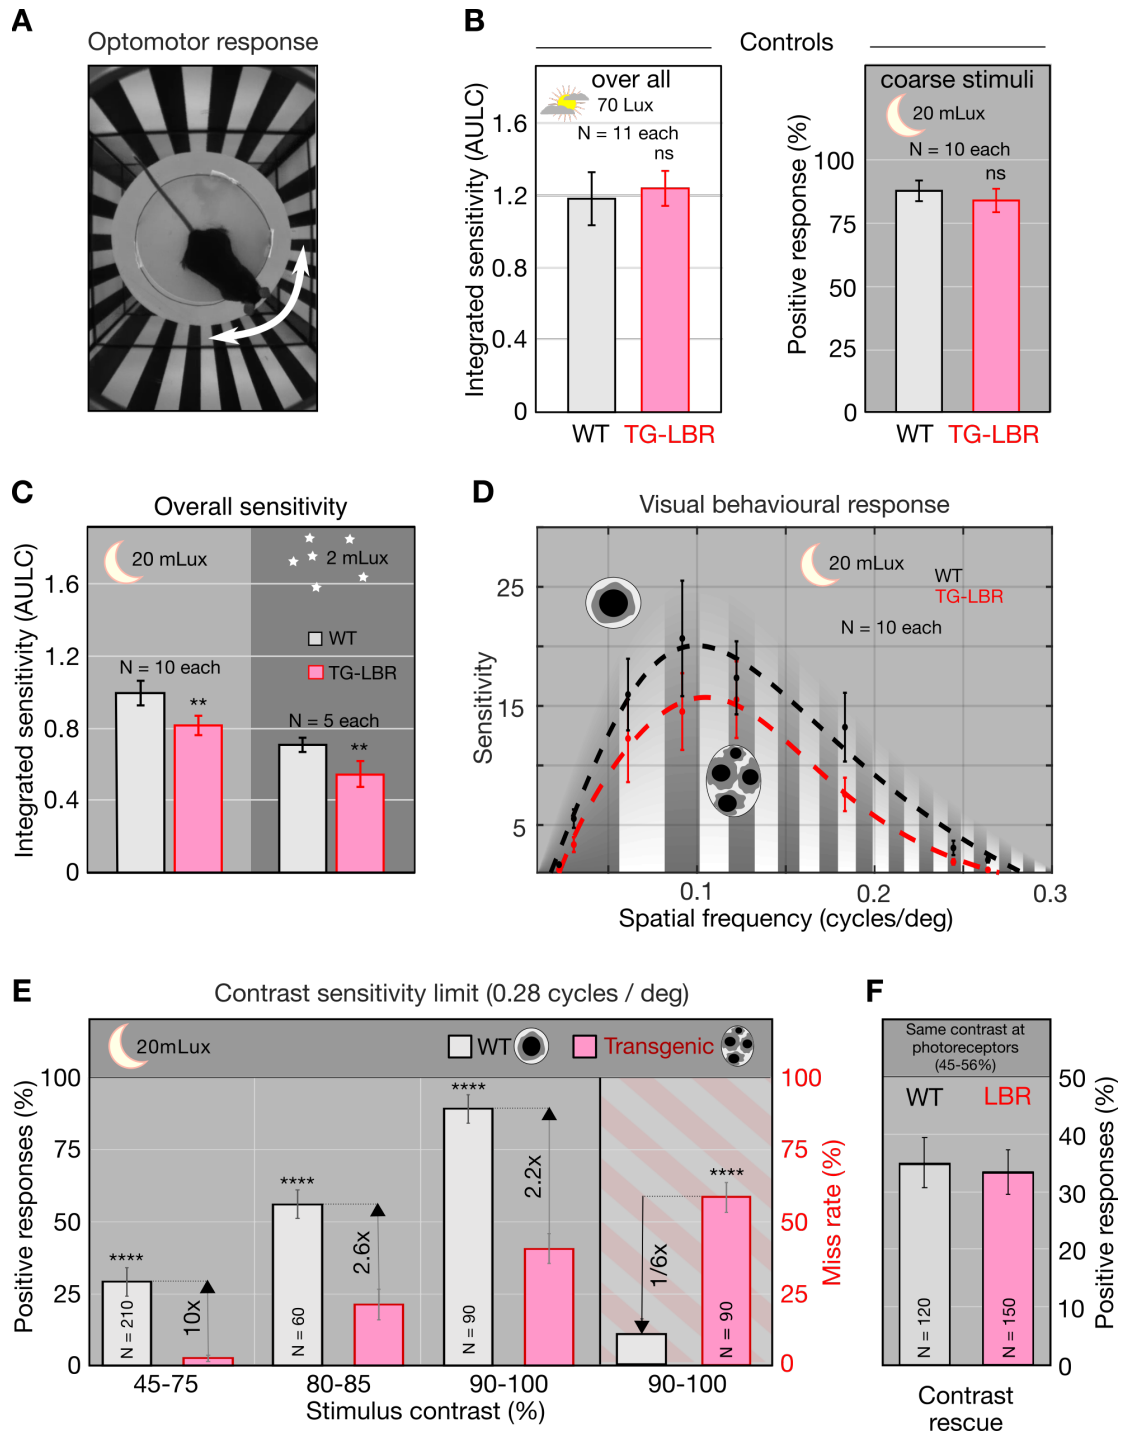 A
Optomotor response
B
Controls
over all
70 Lux
N = 11 each
ns
Integrated sensitivity (AULC)
1.6
1.2
0.8
0.4
0
WT TG-LBR
coarse stimuli
20 mLux
N = 10 each
ns
Positive response (%)
100
75
50
25
0
WT TG-LBR
C
Overall sensitivity
20 mLux
2 mLux
Integrated sensitivity (AULC)
1.6
1.2
0.8
0.4
0
WT
TG-LBR
N = 10 each
**
N = 5 each
**
D
Visual behavioural response
20 mLux
WT
TG-LBR
N = 10 each
Sensitivity
25
15
5
0.1 0.2 0.3
Spatial frequency (cycles/deg)
E
Contrast sensitivity limit (0.28 cycles / deg)
20mLux
WT
Transgenic
Positive responses (%)
100
75
50
25
0
****
10x
N = 210
****
2.6x
N = 60
****
2.2x
N = 90
1/6x
****
N = 90
100
75
50
25
0
Miss rate (%)
45-75 80-85 90-100 90-100
Stimulus contrast (%)
F
Same contrast at
photoreceptors
(45-56%)
WT LBR
50
40
30
20
10
0
Positive responses (%)
N = 120
N = 150
Contrast
rescue